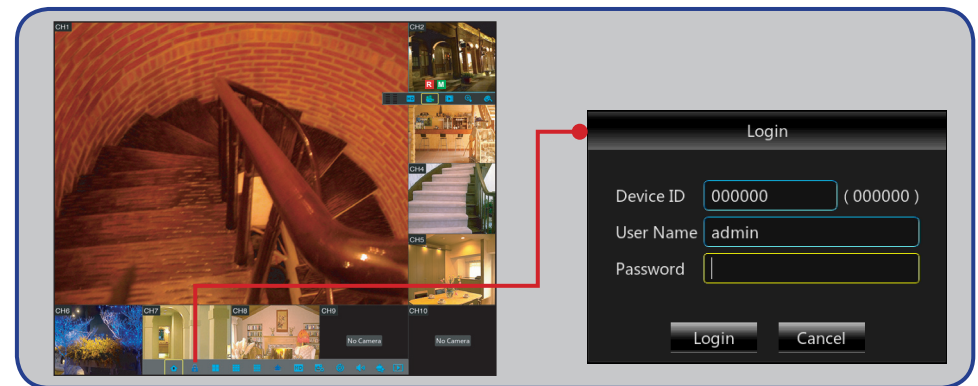 CH1
CH2
R M
CH4
CH5
CH6
CH7
CH8
CH9
CH10
No Camera
No Camera
Login
Device ID 000000 ( 000000 )
User Name admin
Password
Login Cancel